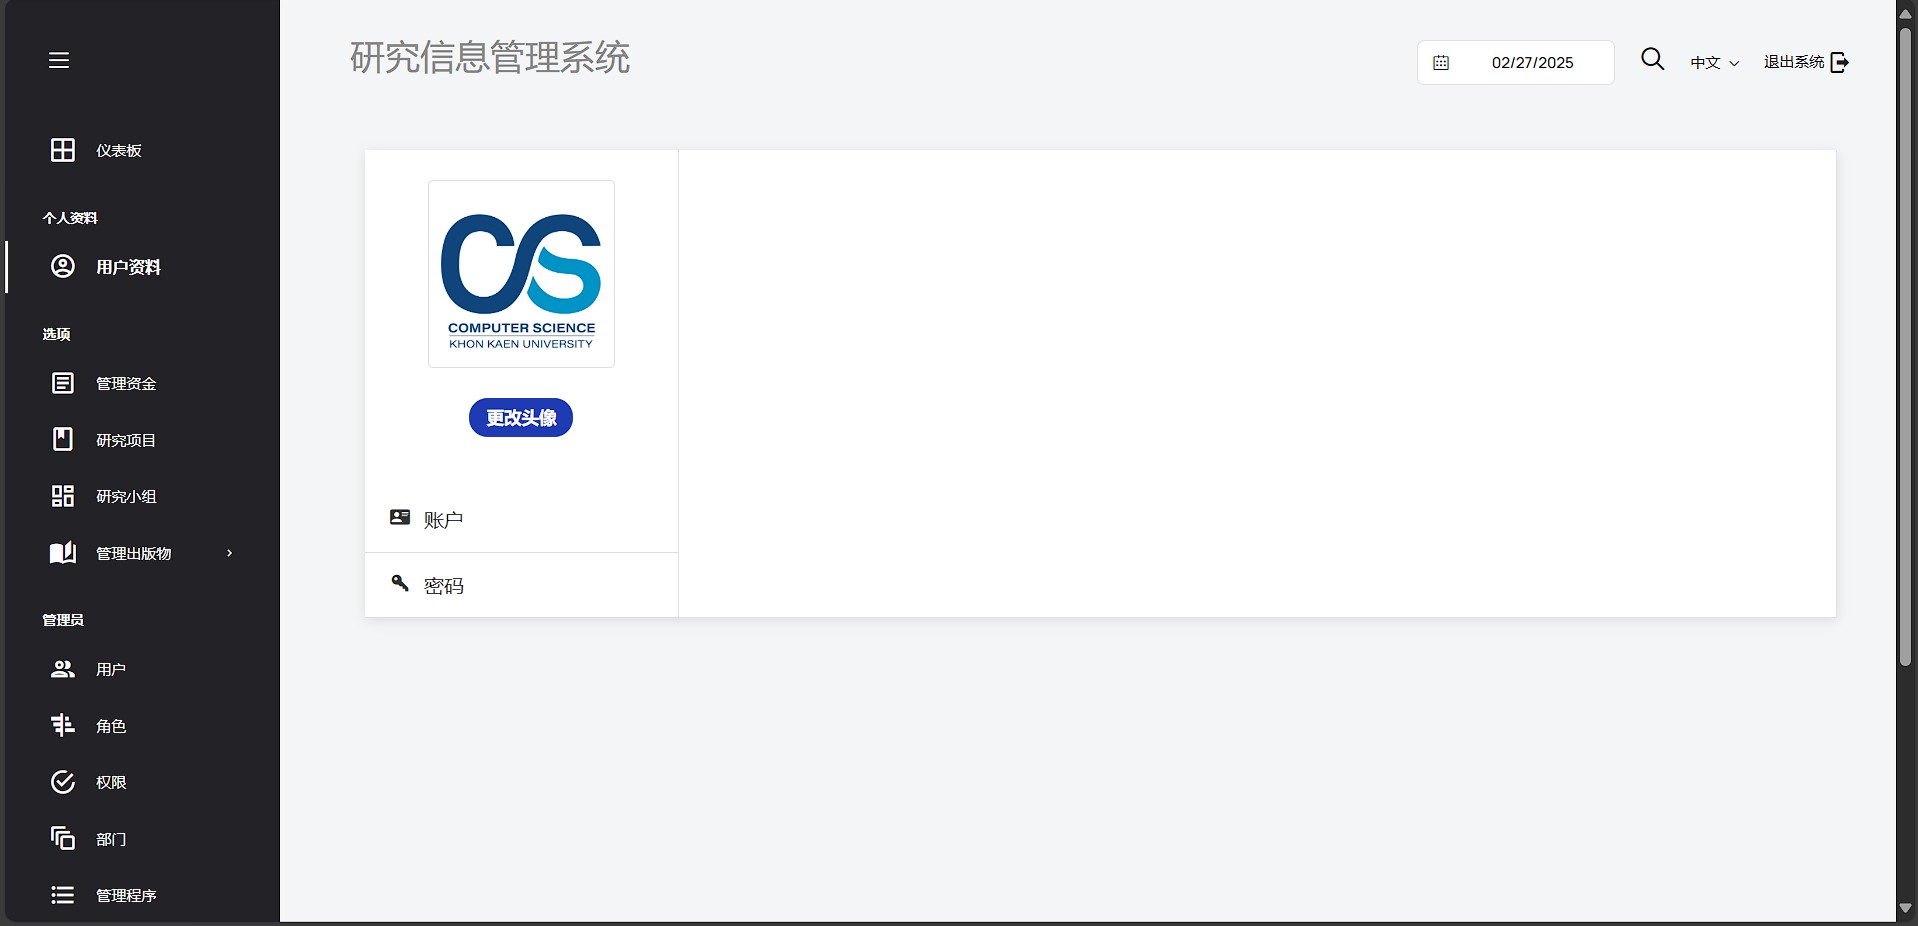 研究信息管理系统
02/27/2025
中文
退出系统
仪表板
个人资料
用户资料
选项
管理资金
研究项目
研究小组
管理出版物
管理员
用户
角色
权限
部门
管理程序
CS
COMPUTER SCIENCE
KHON KAEN UNIVERSITY
更改头像
账户
密码